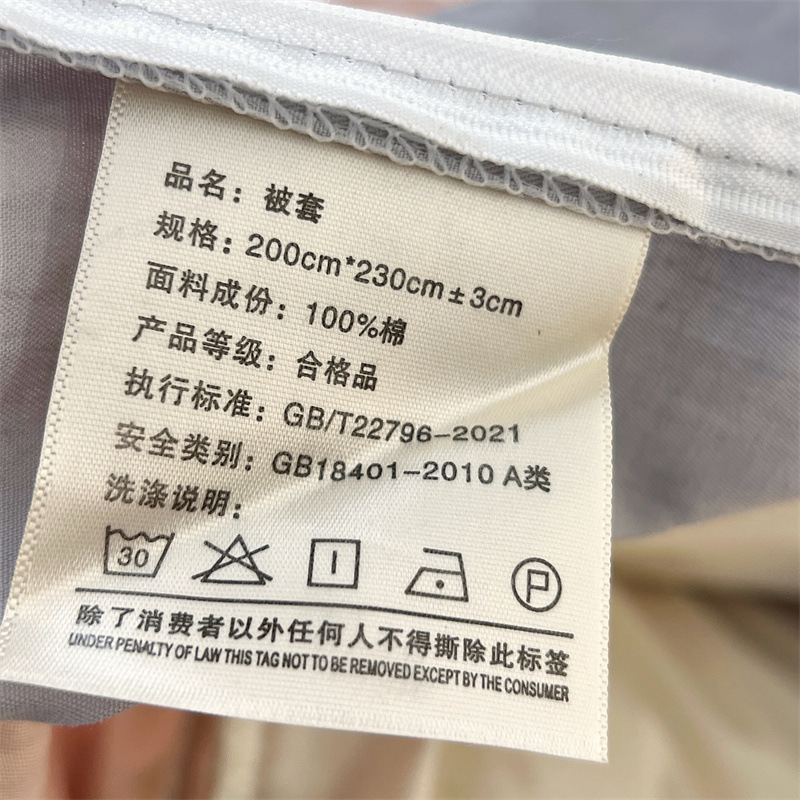 品名：被套
规格：200cm*230cm±3cm
面料成份：100%棉
产品等级：合格品
执行标准：GB/T22796-2021
安全类别：GB18401-2010 A类
洗涤说明：
30
P
除了消费者以外任何人不得撕除此标签
UNDER PENALTY OF LAW THIS TAG NOT TO BE REMOVED EXCEPT BY THE CONSUMER